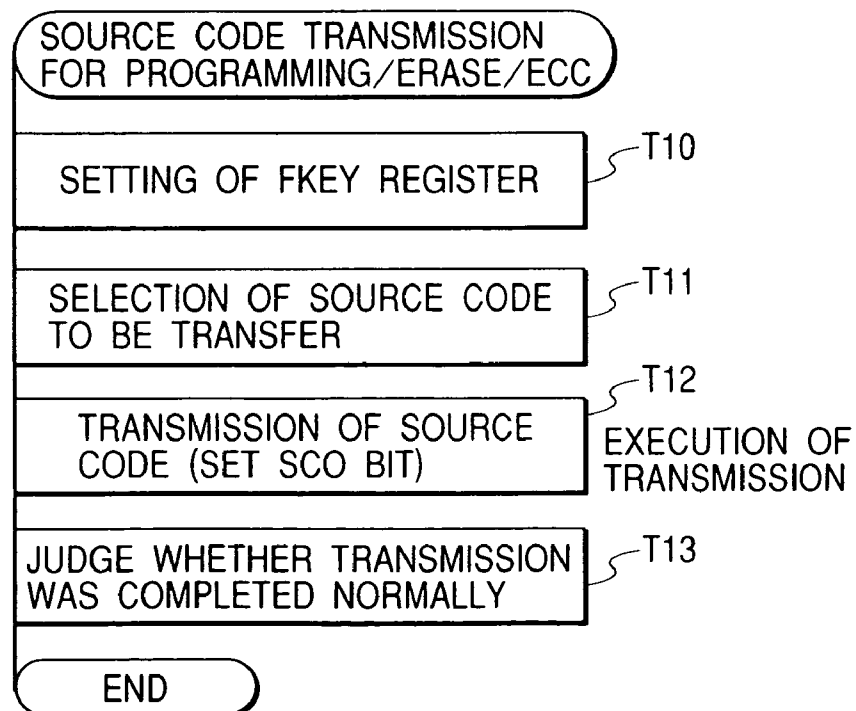 SOURCE CODE TRANSMISSION
FOR PROGRAMMING/ERASE/ECC
T10
SETTING OF FKEY REGISTER
T11
SELECTION OF SOURCE CODE
TO BE TRANSFER
T12
TRANSMISSION OF SOURCE
CODE (SET SCO BIT)
EXECUTION OF
TRANSMISSION
T13
JUDGE WHETHER TRANSMISSION
WAS COMPLETED NORMALLY
END